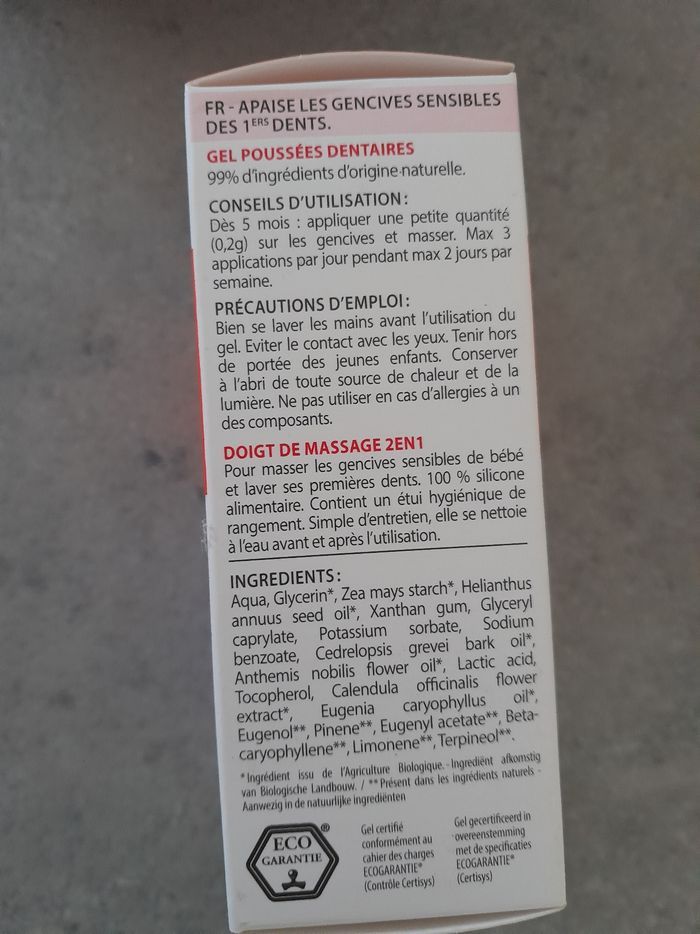 FR - APAISE LES GENCIVES SENSIBLES
DES 1ERS DENTS.
GEL POUSSÉES DENTAIRES
99% d'ingrédients d'origine naturelle.
CONSEILS D'UTILISATION :
Dès 5 mois : appliquer une petite quantité
(0,2g) sur les gencives et masser. Max 3
applications par jour pendant max 2 jours par
semaine.
PRÉCAUTIONS D'EMPLOI :
Bien se laver les mains avant l'utilisation du
gel. Eviter le contact avec les yeux. Tenir hors
de portée des jeunes enfants. Conserver
à l'abri de toute source de chaleur et de la
lumière. Ne pas utiliser en cas d'allergies à un
des composants.
DOIGT DE MASSAGE 2EN1
Pour masser les gencives sensibles de bébé
et laver ses premières dents. 100 % silicone
alimentaire. Contient un étui hygiénique de
rangement. Simple d'entretien, elle se nettoie
à l'eau avant et après l'utilisation.
INGREDIENTS :
Aqua, Glycerin*, Zea mays starch*, Helianthus
annuus seed oil*, Xanthan gum, Glyceryl
caprylate, Potassium sorbate, Sodium
benzoate, Cedrelopsis grevei bark oil*,
Anthemis nobilis flower oil*, Lactic acid,
Tocopherol, Calendula officinalis flower
extract*, Eugenia caryophyllus oil*,
Eugenol**, Pinene**, Eugenyl acetate**, Beta-
caryophyllene**, Limonene**, Terpineol**.
*Ingrédient issu de l'Agriculture Biologique. - Ingrediënt afkomstig
van Biologische Landbouw. / **Présent dans les ingrédients naturels -
Aanwezig in de natuurlijke ingrediënten
ECO
GARANTIE
®
Gel certifié
conformément au
cahier des charges
ECOGARANTIE®
(Contrôle Certisys)
Gel gecertificeerd in
overeenstemming
met de specificaties
ECOGARANTIE®
(Certisys)